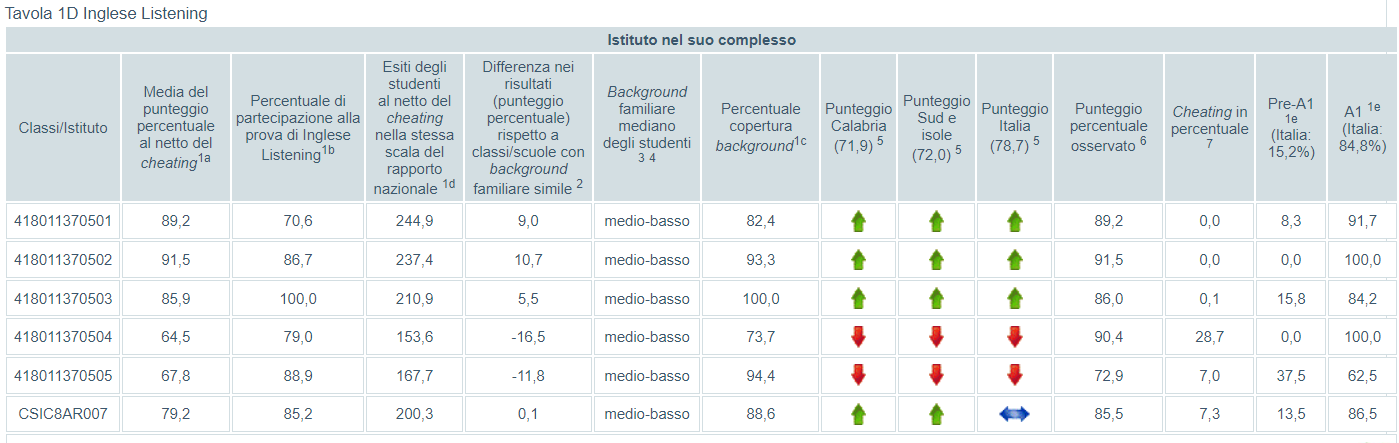 Tavola 1D Inglese Listening
Istituto nel suo complesso
Classi/Istituto
Media del
punteggio
percentuale
al netto del
cheating1a
Percentuale di
partecipazione alla
prova di Inglese
Listening1b
Esiti degli
studenti
al netto del
cheating
nella stessa
scala del
rapporto
nazionale 1d
Differenza nei
risultati
(punteggio
percentuale)
rispetto a
classi/scuole con
background
familiare simile 2
Background
familiare
mediano
degli studenti
3 4
Percentuale
copertura
background1c
Punteggio
Calabria
(71,9) 5
Punteggio
Sud e
isole
(72,0) 5
Punteggio
Italia
(78,7) 5
Punteggio
percentuale
osservato 6
Cheating in
percentuale
7
Pre-A1
1e
(Italia:
15,2%)
A1 1e
(Italia:
84,8%)
418011370501 89,2 70,6 244,9 9,0 medio-basso 82,4 89,2 0,0 8,3 91,7
418011370502 91,5 86,7 237,4 10,7 medio-basso 93,3 91,5 0,0 0,0 100,0
418011370503 85,9 100,0 210,9 5,5 medio-basso 100,0 86,0 0,1 15,8 84,2
418011370504 64,5 79,0 153,6 -16,5 medio-basso 73,7 90,4 28,7 0,0 100,0
418011370505 67,8 88,9 167,7 -11,8 medio-basso 94,4 72,9 7,0 37,5 62,5
CSIC8AR007 79,2 85,2 200,3 0,1 medio-basso 88,6 85,5 7,3 13,5 86,5